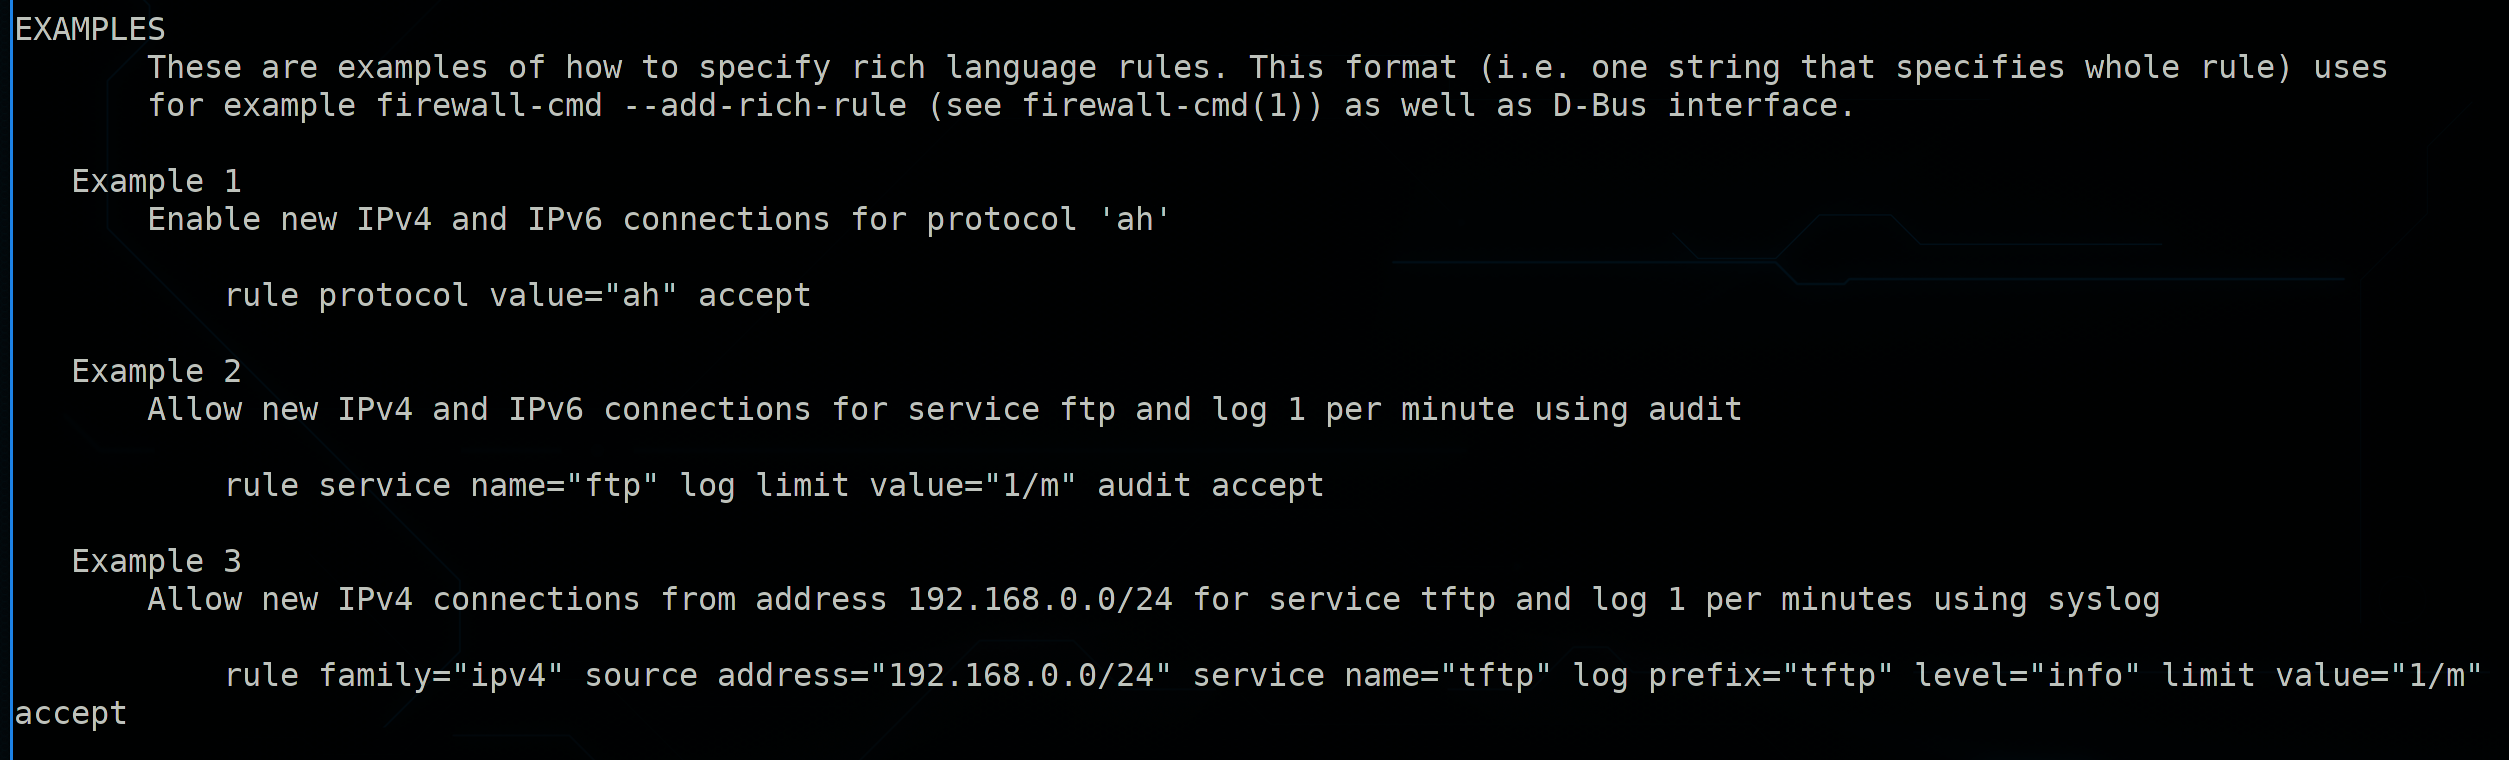 EXAMPLES
These are examples of how to specify rich language rules. This format (i.e. one string that specifies whole rule) uses
for example firewall-cmd --add-rich-rule (see firewall-cmd(1)) as well as D-Bus interface.
Example 1
Enable new IPv4 and IPv6 connections for protocol 'ah'
rule protocol value="ah" accept
Example 2
Allow new IPv4 and IPv6 connections for service ftp and log 1 per minute using audit
rule service name="ftp" log limit value="1/m" audit accept
Example 3
Allow new IPv4 connections from address 192.168.0.0/24 for service tftp and log 1 per minutes using syslog
rule family="ipv4" source address="192.168.0.0/24" service name="tftp" log prefix="tftp" level="info" limit value="1/m"
accept